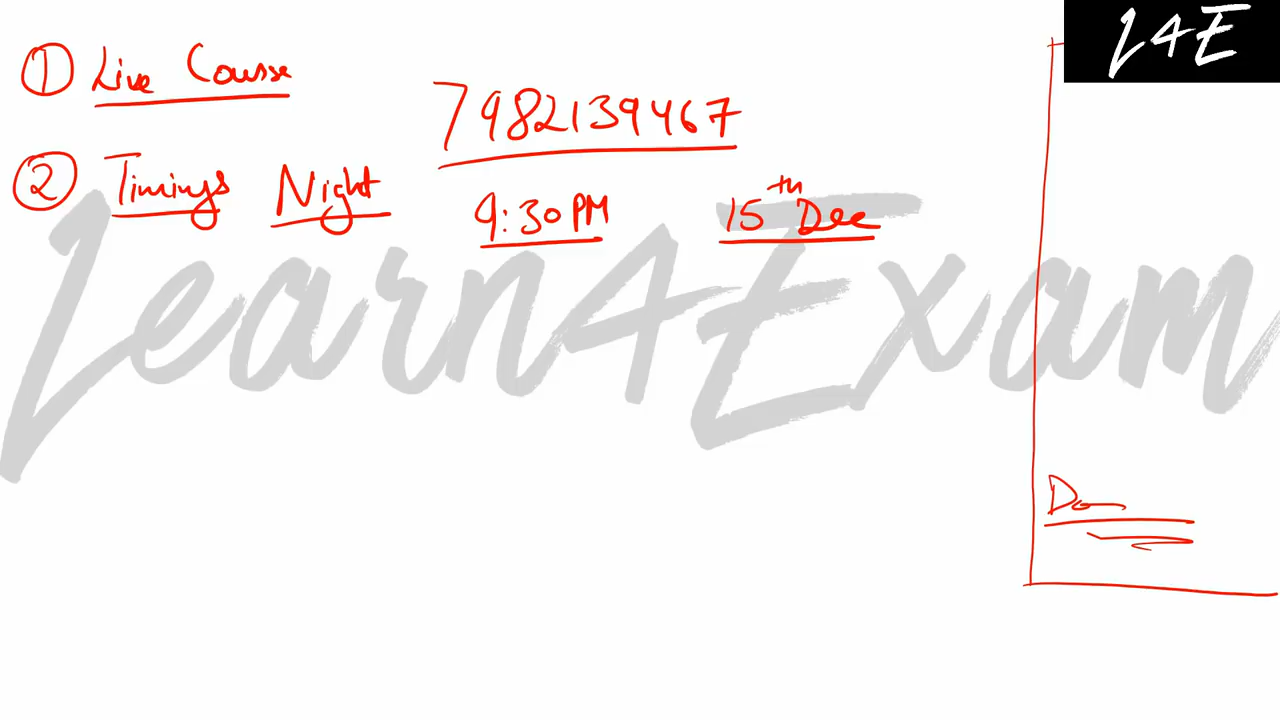 L4E
① Live Course
7982139467
② Timings Night 9:30PM 15th Dec
Learn4Exam